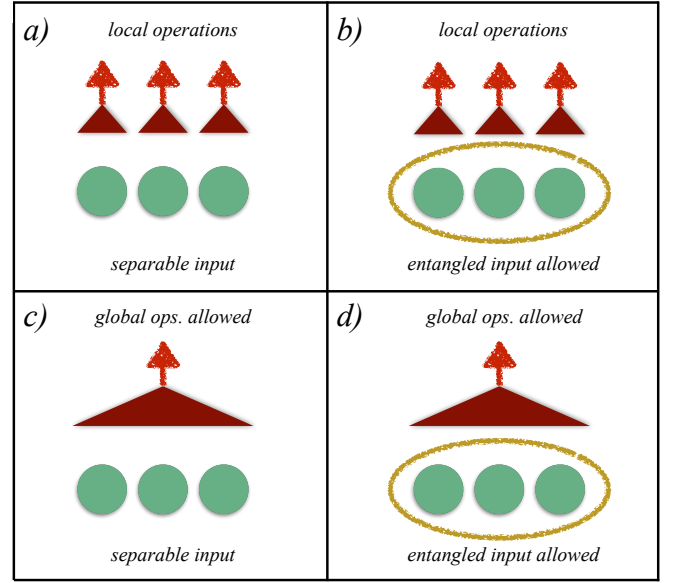 a)
local operations
separable input
b)
local operations
entangled input allowed
c)
global ops. allowed
separable input
d)
global ops. allowed
entangled input allowed